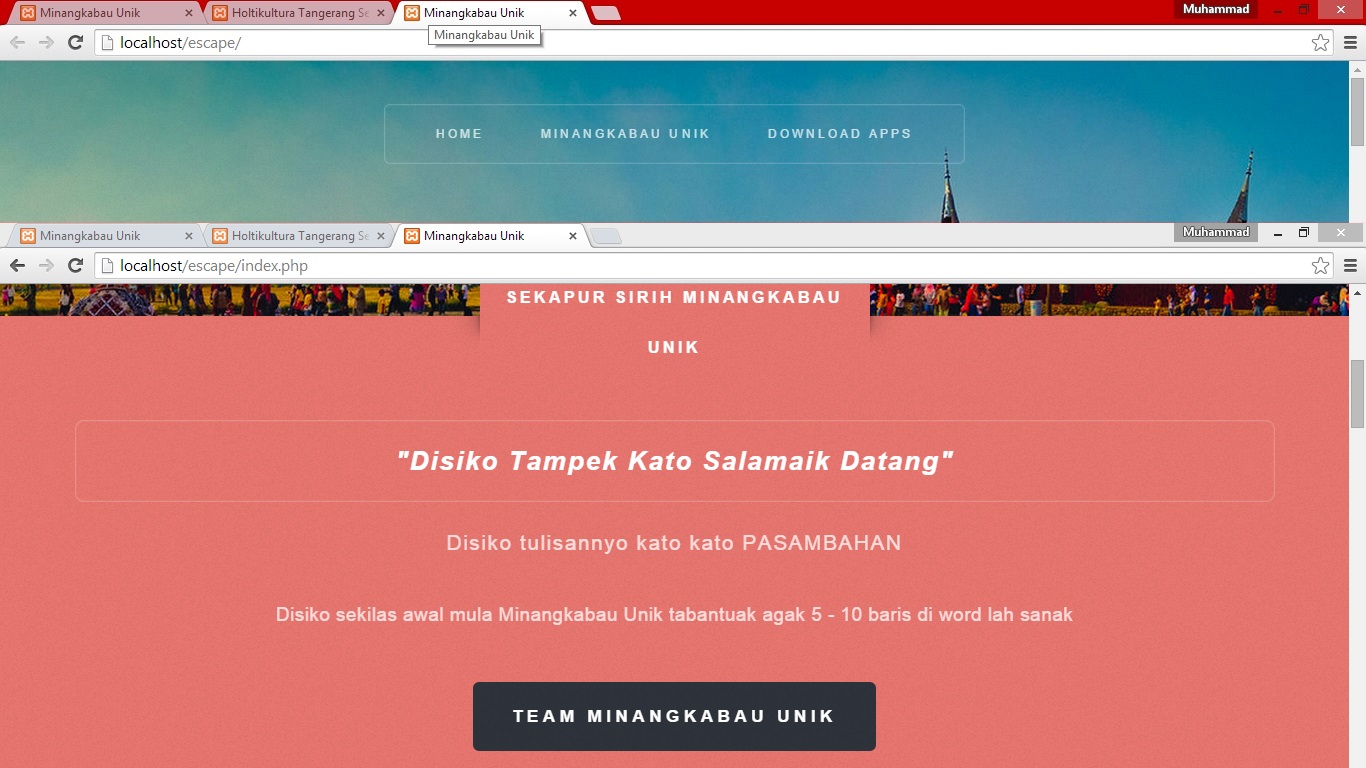 Minangkabau Unik
Holtikultura Tangerang Se
Minangkabau Unik
Muhammad
Minangkabau Unik
localhost/escape/
HOME
MINANGKABAU UNIK
DOWNLOAD APPS
Minangkabau Unik
Holtikultura Tangerang Se
Minangkabau Unik
Muhammad
localhost/escape/index.php
SEKAPUR SIRIH MINANGKABAU
UNIK
"Disiko Tampek Kato Salamaik Datang"
Disiko tulisannyo kato kato PASAMBAHAN
Disiko sekilas awal mula Minangkabau Unik tabantuak agak 5 - 10 baris di word lah sanak
TEAM MINANGKABAU UNIK